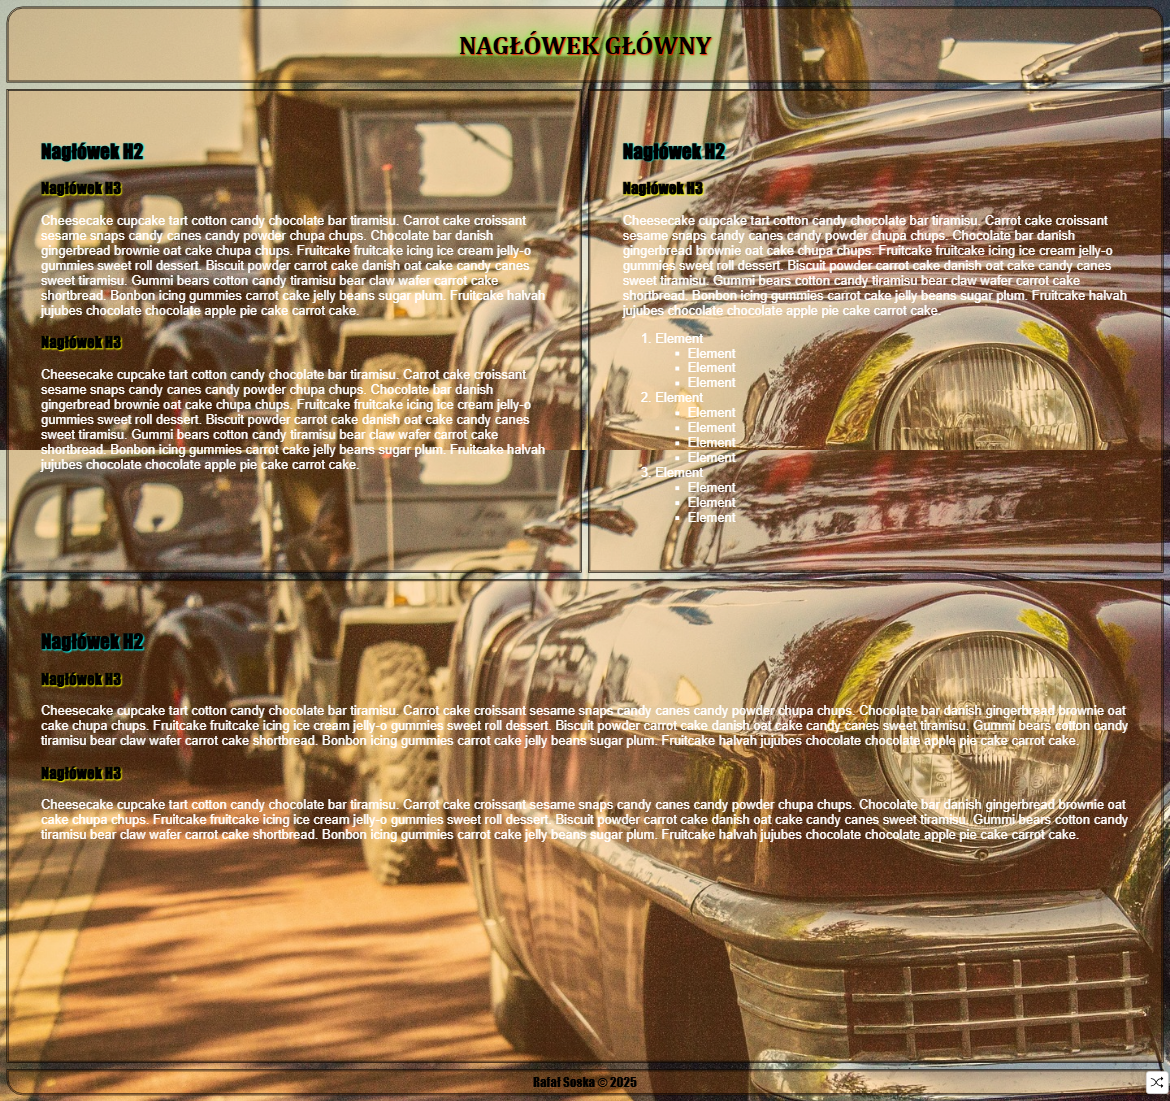 NAGŁÓWEK GŁÓWNY
Nagłówek H2
Nagłówek H3
Cheesecake cupcake tart cotton candy chocolate bar tiramisu. Carrot cake croissant
sesame snaps candy canes candy powder chupa chups. Chocolate bar danish
gingerbread brownie oat cake chupa chups. Fruitcake fruitcake icing ice cream jelly-o
gummies sweet roll dessert. Biscuit powder carrot cake danish oat cake candy canes
sweet tiramisu. Gummi bears cotton candy tiramisu bear claw wafer carrot cake
shortbread. Bonbon icing gummies carrot cake jelly beans sugar plum. Fruitcake halvah
jujubes chocolate chocolate apple pie cake carrot cake.
Nagłówek H3
Cheesecake cupcake tart cotton candy chocolate bar tiramisu. Carrot cake croissant
sesame snaps candy canes candy powder chupa chups. Chocolate bar danish
gingerbread brownie oat cake chupa chups. Fruitcake fruitcake icing ice cream jelly-o
gummies sweet roll dessert. Biscuit powder carrot cake danish oat cake candy canes
sweet tiramisu. Gummi bears cotton candy tiramisu bear claw wafer carrot cake
shortbread. Bonbon icing gummies carrot cake jelly beans sugar plum. Fruitcake halvah
jujubes chocolate chocolate apple pie cake carrot cake.
Nagłówek H2
Nagłówek H3
Cheesecake cupcake tart cotton candy chocolate bar tiramisu. Carrot cake croissant
sesame snaps candy canes candy powder chupa chups. Chocolate bar danish
gingerbread brownie oat cake chupa chups. Fruitcake fruitcake icing ice cream jelly-o
gummies sweet roll dessert. Biscuit powder carrot cake danish oat cake candy canes
sweet tiramisu. Gummi bears cotton candy tiramisu bear claw wafer carrot cake
shortbread. Bonbon icing gummies carrot cake jelly beans sugar plum. Fruitcake halvah
jujubes chocolate chocolate apple pie cake carrot cake.
1. Element
▪ Element
▪ Element
▪ Element
2. Element
▪ Element
▪ Element
▪ Element
▪ Element
3. Element
▪ Element
▪ Element
▪ Element
Nagłówek H2
Nagłówek H3
Cheesecake cupcake tart cotton candy chocolate bar tiramisu. Carrot cake croissant sesame snaps candy canes candy powder chupa chups. Chocolate bar danish gingerbread brownie oat
cake chupa chups. Fruitcake fruitcake icing ice cream jelly-o gummies sweet roll dessert. Biscuit powder carrot cake danish oat cake candy canes sweet tiramisu. Gummi bears cotton candy
tiramisu bear claw wafer carrot cake shortbread. Bonbon icing gummies carrot cake jelly beans sugar plum. Fruitcake halvah jujubes chocolate chocolate apple pie cake carrot cake.
Nagłówek H3
Cheesecake cupcake tart cotton candy chocolate bar tiramisu. Carrot cake croissant sesame snaps candy canes candy powder chupa chups. Chocolate bar danish gingerbread brownie oat
cake chupa chups. Fruitcake fruitcake icing ice cream jelly-o gummies sweet roll dessert. Biscuit powder carrot cake danish oat cake candy canes sweet tiramisu. Gummi bears cotton candy
tiramisu bear claw wafer carrot cake shortbread. Bonbon icing gummies carrot cake jelly beans sugar plum. Fruitcake halvah jujubes chocolate chocolate apple pie cake carrot cake.
Rafał Soska © 2025